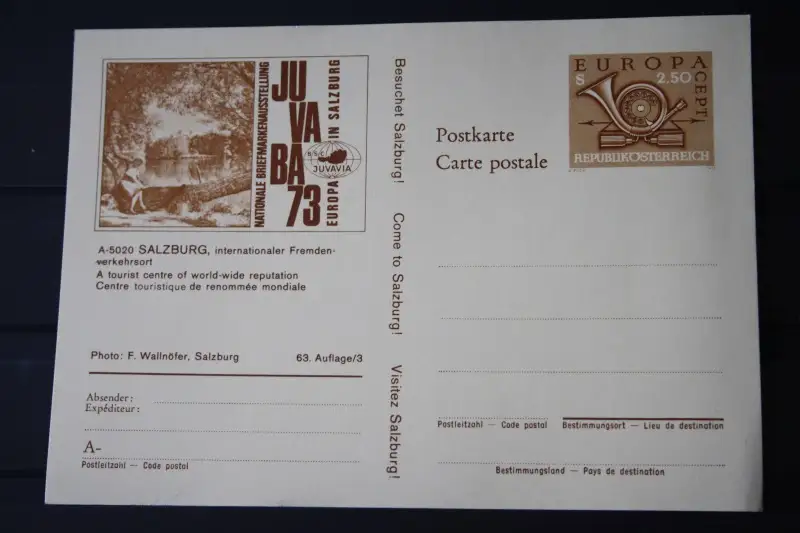 NATIONALE BRIEFMARKENAUSSTELLUNG
JU
VA
BA
73
EUROPA IN SALZBURG
B.S.C.
JUVAVIA
A-5020 SALZBURG, internationaler Fremden-
verkehrsort
A tourist centre of world-wide reputation
Centre touristique de renommée mondiale
Photo: F. Wallnöfer, Salzburg 63. Auflage/3
Absender:
Expéditeur:
A-
Postleitzahl — Code postal
Besuchet Salzburg! Come to Salzburg! Visitez Salzburg!
EUROPA
CEPT
S 2.50
REPUBLIK ÖSTERREICH
Postkarte
Carte postale
Postleitzahl — Code postal Bestimmungsort — Lieu de destination
Bestimmungsland — Pays de destination